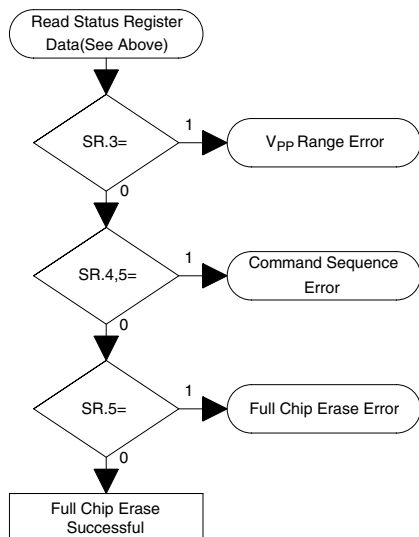 Read Status Register
Data(See Above)
SR.3=
1
VPP Range Error
0
SR.4,5=
1
Command Sequence
Error
0
SR.5=
1
Full Chip Erase Error
0
Full Chip Erase
Successful